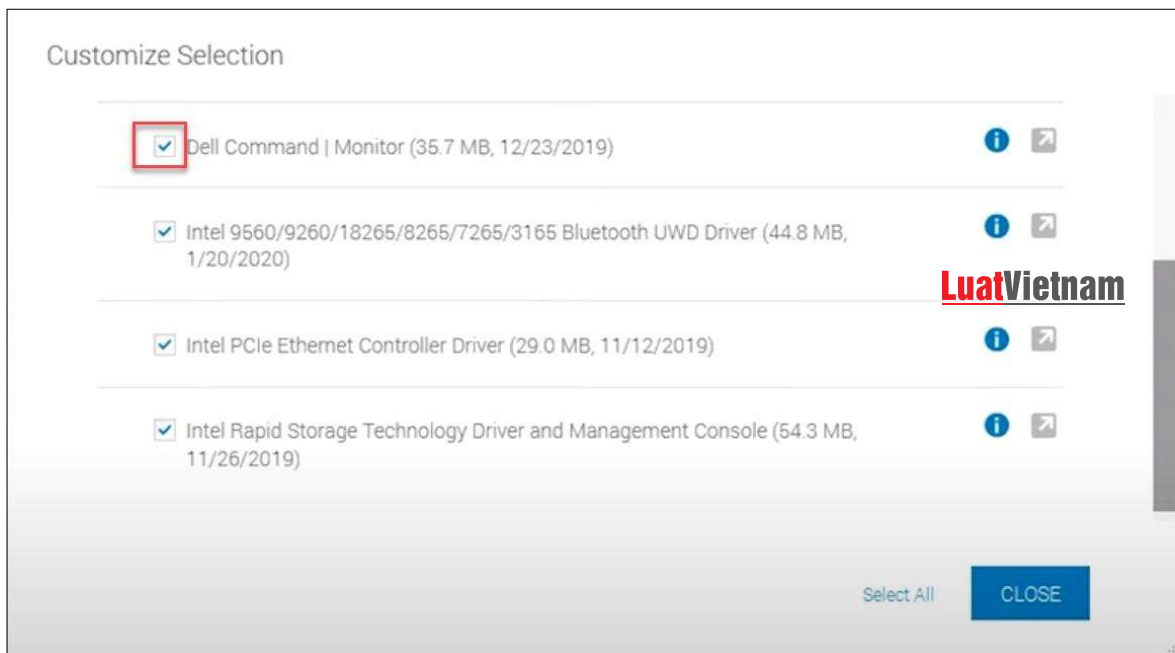 Customize Selection
Dell Command | Monitor (35.7 MB, 12/23/2019)
Intel 9560/9260/18265/8265/7265/3165 Bluetooth UWD Driver (44.8 MB,
1/20/2020)
LuatVietnam
Intel PCIe Ethernet Controller Driver (29.0 MB, 11/12/2019)
Intel Rapid Storage Technology Driver and Management Console (54.3 MB,
11/26/2019)
Select All
CLOSE